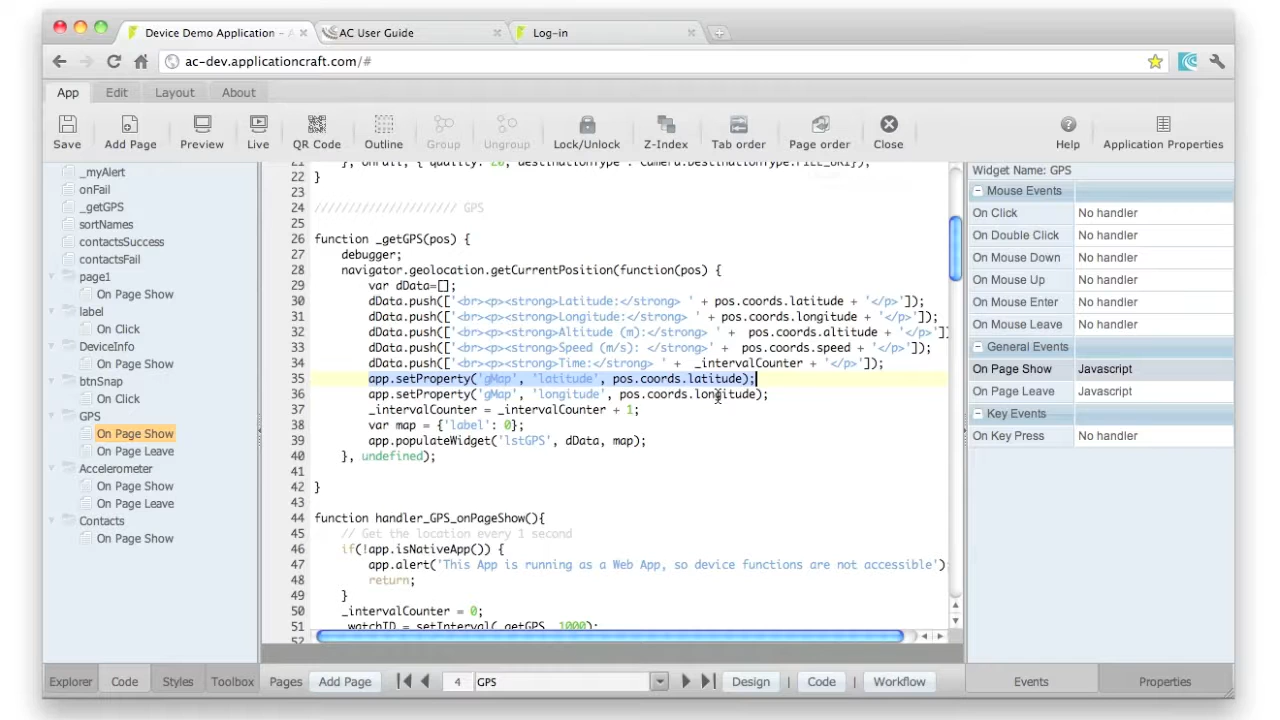 Device Demo Application - A
AC User Guide
Log-in
ac-dev.applicationcraft.com/#
App Edit Layout About
Save Add Page Preview Live QR Code Outline Group Ungroup Lock/Unlock Z-Index Tab order Page order Close Help Application Properties
_myAlert
onFail
_getGPS
sortNames
contactsSuccess
contactsFail
page1
On Page Show
label
On Click
DeviceInfo
On Page Show
btnSnap
On Click
GPS
On Page Show
On Page Leave
Accelerometer
On Page Show
On Page Leave
Contacts
On Page Show
21 }, onFail, { quality: 20, destinationType : Camera.DestinationType.FILE_URI});
22 }
23
24 ///////////////////// GPS
25
26 function _getGPS(pos) {
27 debugger;
28 navigator.geolocation.getCurrentPosition(function(pos) {
29 var dData=[];
30 dData.push(['<br><p><strong>Latitude:</strong> ' + pos.coords.latitude + '</p>']);
31 dData.push(['<br><p><strong>Longitude:</strong> ' + pos.coords.longitude + '</p>']);
32 dData.push(['<br><p><strong>Altitude (m):</strong> ' + pos.coords.altitude + '</p>']
33 dData.push(['<br><p><strong>Speed (m/s): </strong>' + pos.coords.speed + '</p>']);
34 dData.push(['<br><p><strong>Time:</strong> ' + _intervalCounter + '</p>']);
35 app.setProperty('gMap', 'latitude', pos.coords.latitude);
36 app.setProperty('gMap', 'longitude', pos.coords.longitude);
37 _intervalCounter = _intervalCounter + 1;
38 var map = {'label': 0};
39 app.populateWidget('lstGPS', dData, map);
40 }, undefined);
41
42 }
43
44 function handler_GPS_onPageShow(){
45 // Get the location every 1 second
46 if(!app.isNativeApp()) {
47 app.alert('This App is running as a Web App, so device functions are not accessible')
48 return;
49 }
50 _intervalCounter = 0;
51 _watchID = setInterval(_getGPS, 1000);
52
Widget Name: GPS
Mouse Events
On Click No handler
On Double Click No handler
On Mouse Down No handler
On Mouse Up No handler
On Mouse Enter No handler
On Mouse Leave No handler
General Events
On Page Show Javascript
On Page Leave Javascript
Key Events
On Key Press No handler
Explorer Code Styles Toolbox Pages Add Page 4 GPS Design | Code | Workflow Events Properties